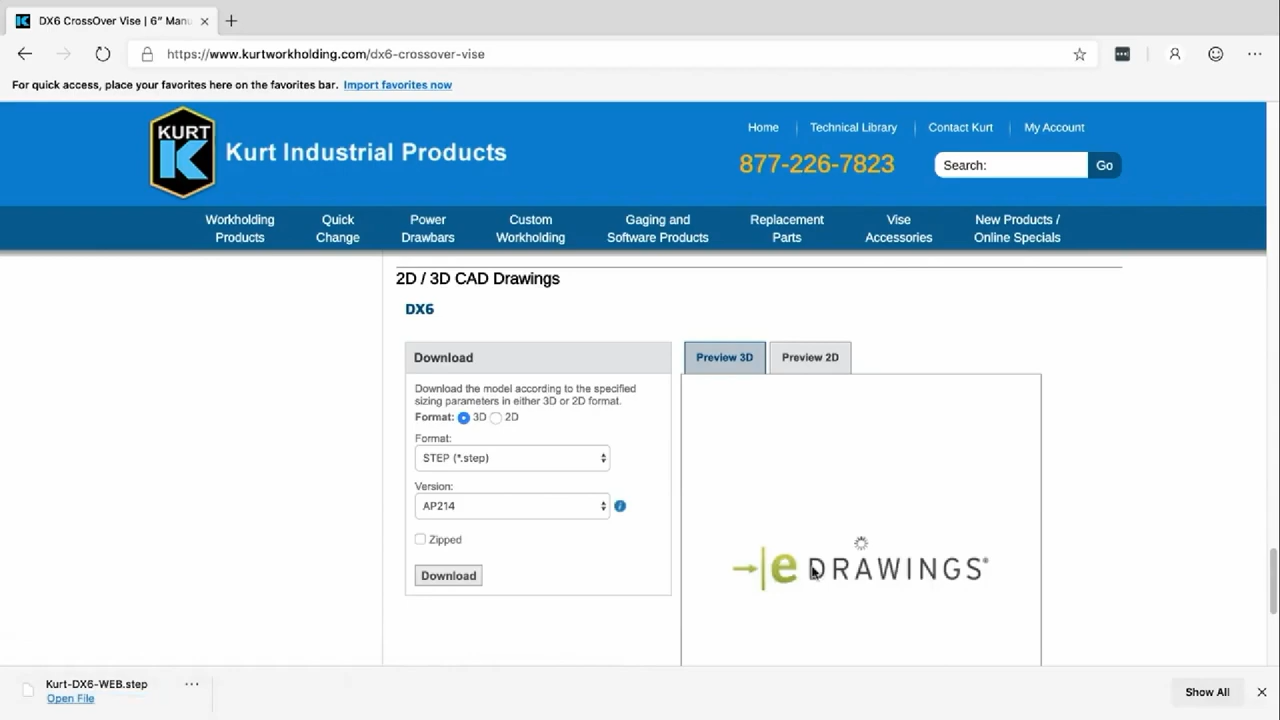 DX6 CrossOver Vise | 6" Manu
https://www.kurtworkholding.com/dx6-crossover-vise
For quick access, place your favorites here on the favorites bar. Import favorites now
KURT
K
Kurt Industrial Products
Home
Technical Library
Contact Kurt
My Account
877-226-7823
Search:
Go
Workholding
Products
Quick
Change
Power
Drawbars
Custom
Workholding
Gaging and
Software Products
Replacement
Parts
Vise
Accessories
New Products /
Online Specials
2D / 3D CAD Drawings
DX6
Download
Download the model according to the specified
sizing parameters in either 3D or 2D format.
Format: 3D 2D
Format:
STEP (*.step)
Version:
AP214
Zipped
Download
Preview 3D
Preview 2D
eDRAWINGS®
Kurt-DX6-WEB.step
Open File
Show All